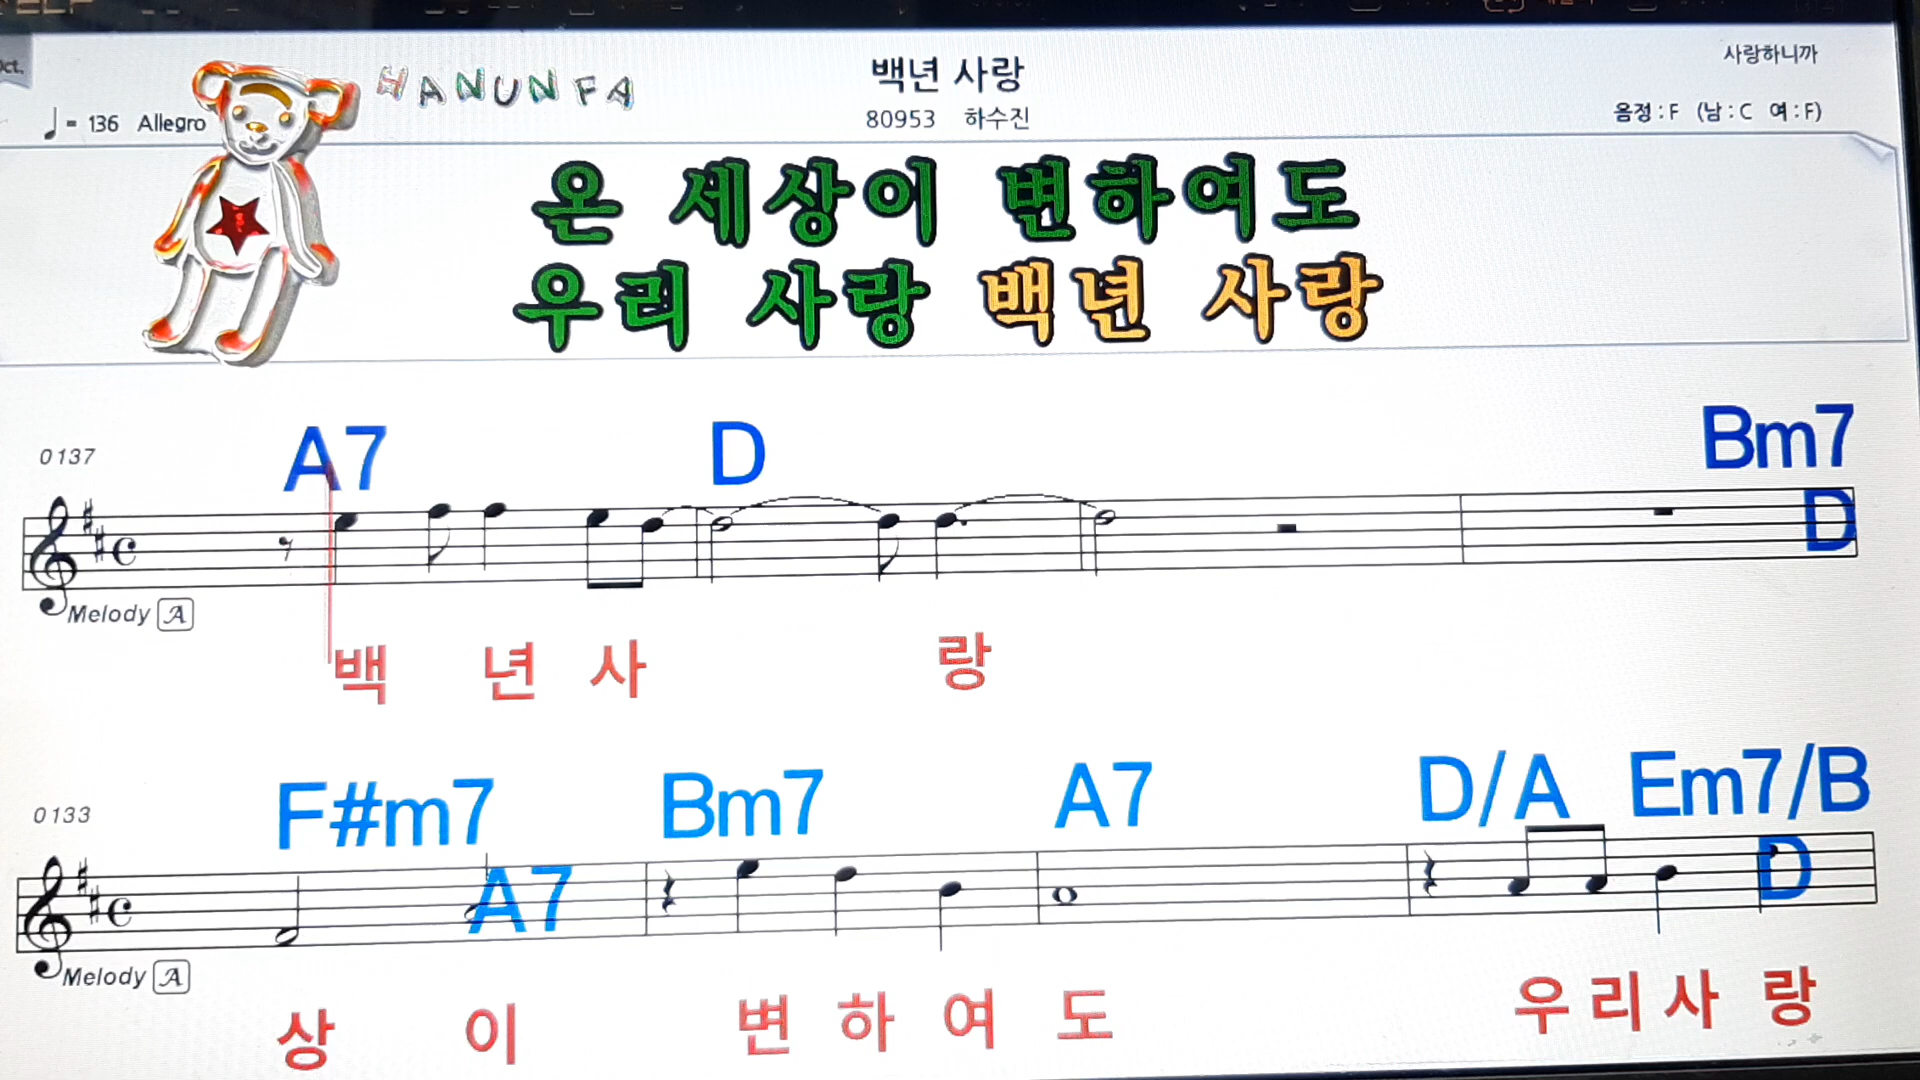 HANUNFA
백년 사랑
사랑하니까
♩= 136 Allegro
80953 하수진
음정 : F (남 : C 여 : F)
온 세상이 변하여도
우리 사랑 백년 사랑
A7 D Bm7
0137
D
Melody A
백 년 사 랑
F#m7 Bm7 A7 D/A Em7/B
0133
A7 D
Melody A
상 이 변 하 여 도 우 리 사 랑